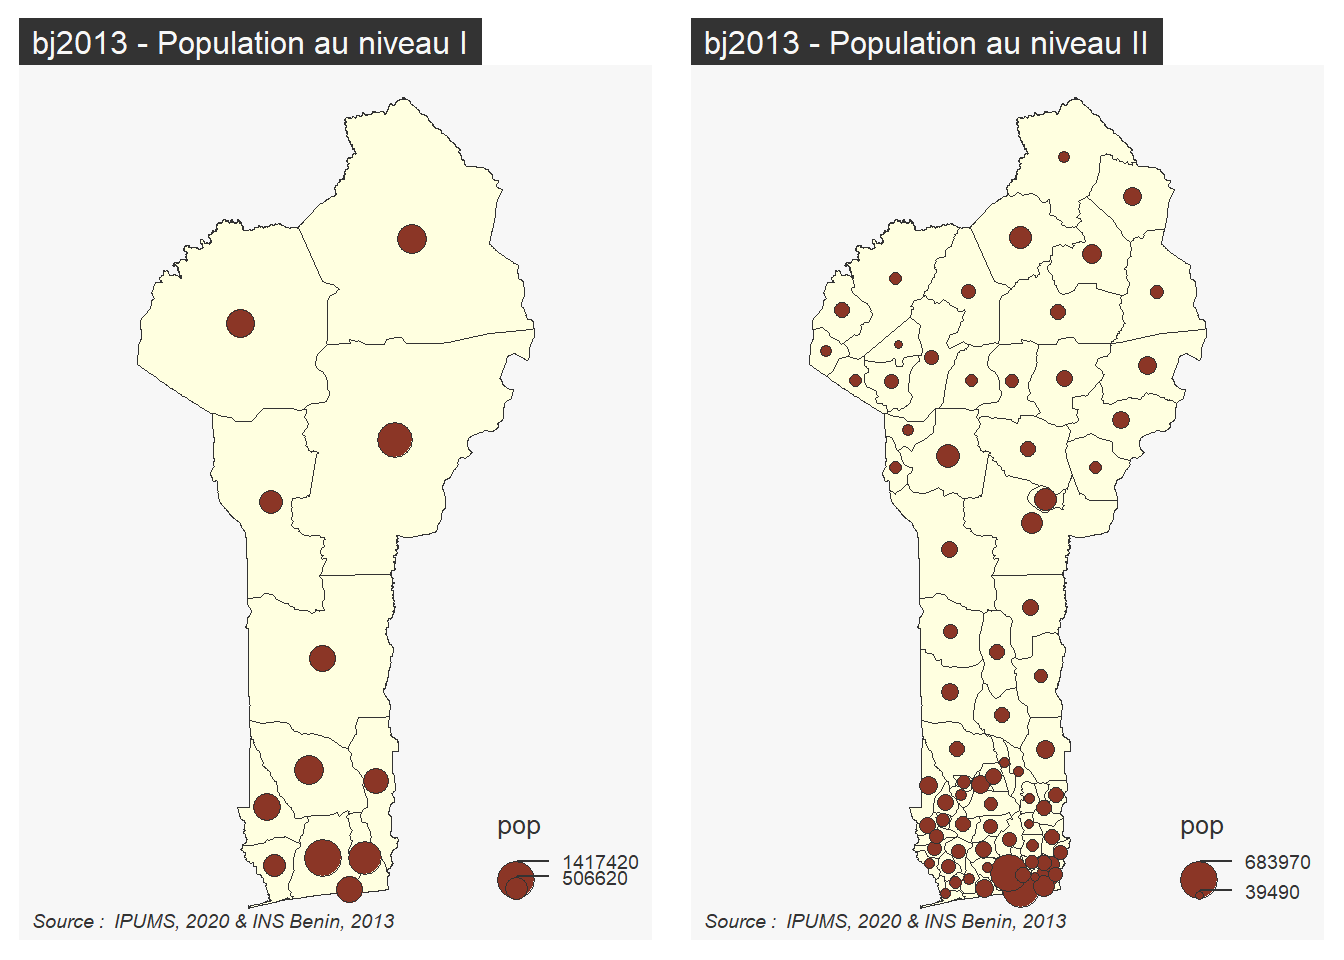 bj2013 - Population au niveau I
pop
1417420
506620
Source :  IPUMS, 2020 & INS Benin, 2013
bj2013 - Population au niveau II
pop
683970
39490
Source :  IPUMS, 2020 & INS Benin, 2013